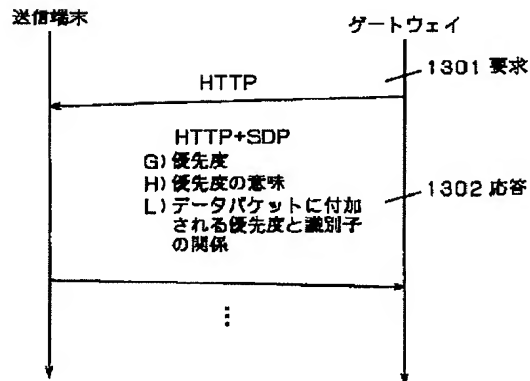 送信端末
ゲートウェイ
1301 要求
HTTP
HTTP+SDP
G) 優先度
H) 優先度の意味
L) データパケットに付加
される優先度と識別子
の関係
1302 応答